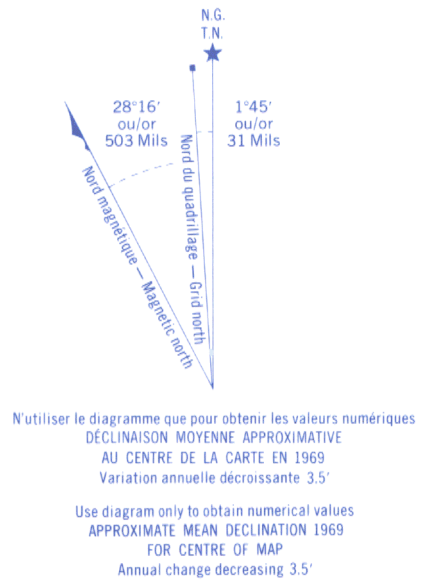 N.G.
T.N.
28°16′
ou/or
503 Mils
1°45′
ou/or
31 Mils
Nord magnétique — Magnetic north
Nord du quadrillage — Grid north
N'utiliser le diagramme que pour obtenir les valeurs numériques
DÉCLINAISON MOYENNE APPROXIMATIVE
AU CENTRE DE LA CARTE EN 1969
Variation annuelle décroissante 3.5′
Use diagram only to obtain numerical values
APPROXIMATE MEAN DECLINATION 1969
FOR CENTRE OF MAP
Annual change decreasing 3.5′